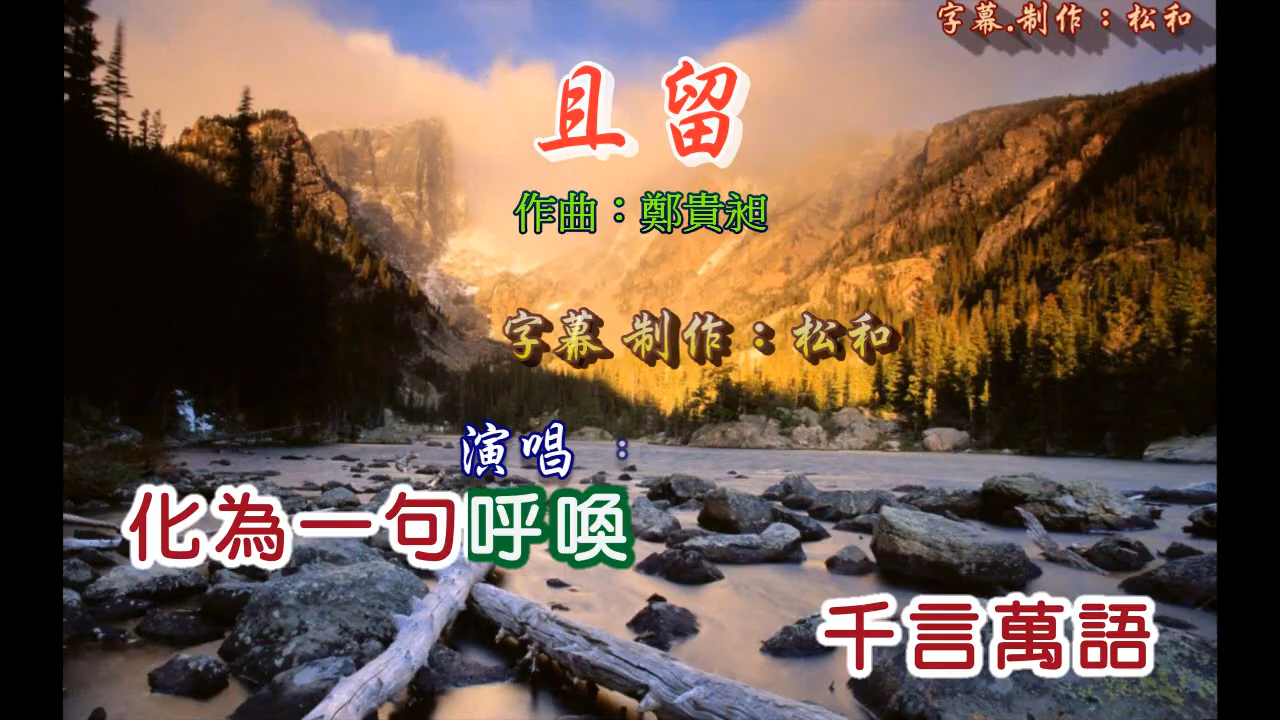 字幕.制作：松和
且留
作曲：鄭貴昶
字幕 制作：松和
演唱 :
化為一句呼喚
千言萬語